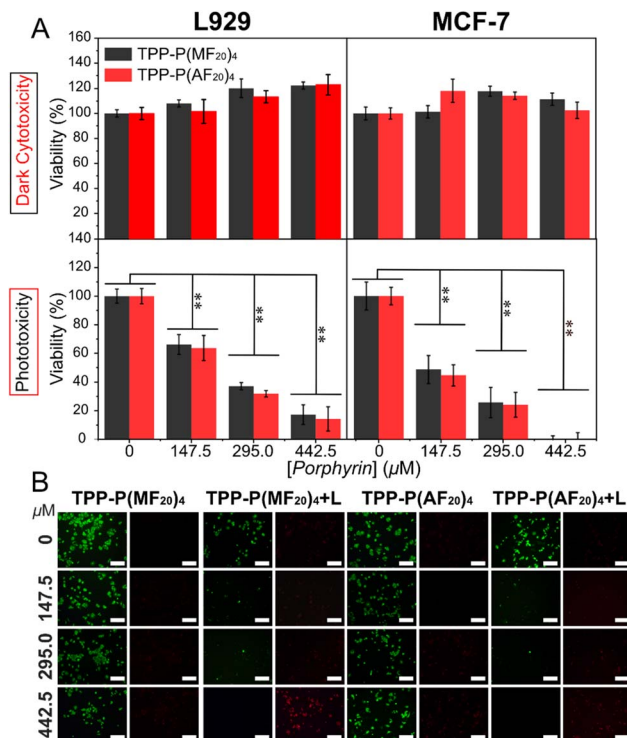 L929 MCF-7
A
TPP-P(MF₂₀)₄
TPP-P(AF₂₀)₄
Dark Cytotoxicity
Viability (%)
160
140
120
100
80
60
40
20
140
Phototoxicity
Viability (%)
120
100
80
60
40
20
0
** ** ** ** ** **
0 147.5 295.0 442.5 0 147.5 295.0 442.5
[Porphyrin] (µM)
B
TPP-P(MF₂₀)₄ TPP-P(MF₂₀)₄+L TPP-P(AF₂₀)₄ TPP-P(AF₂₀)₄+L
µM
0
147.5
295.0
442.5